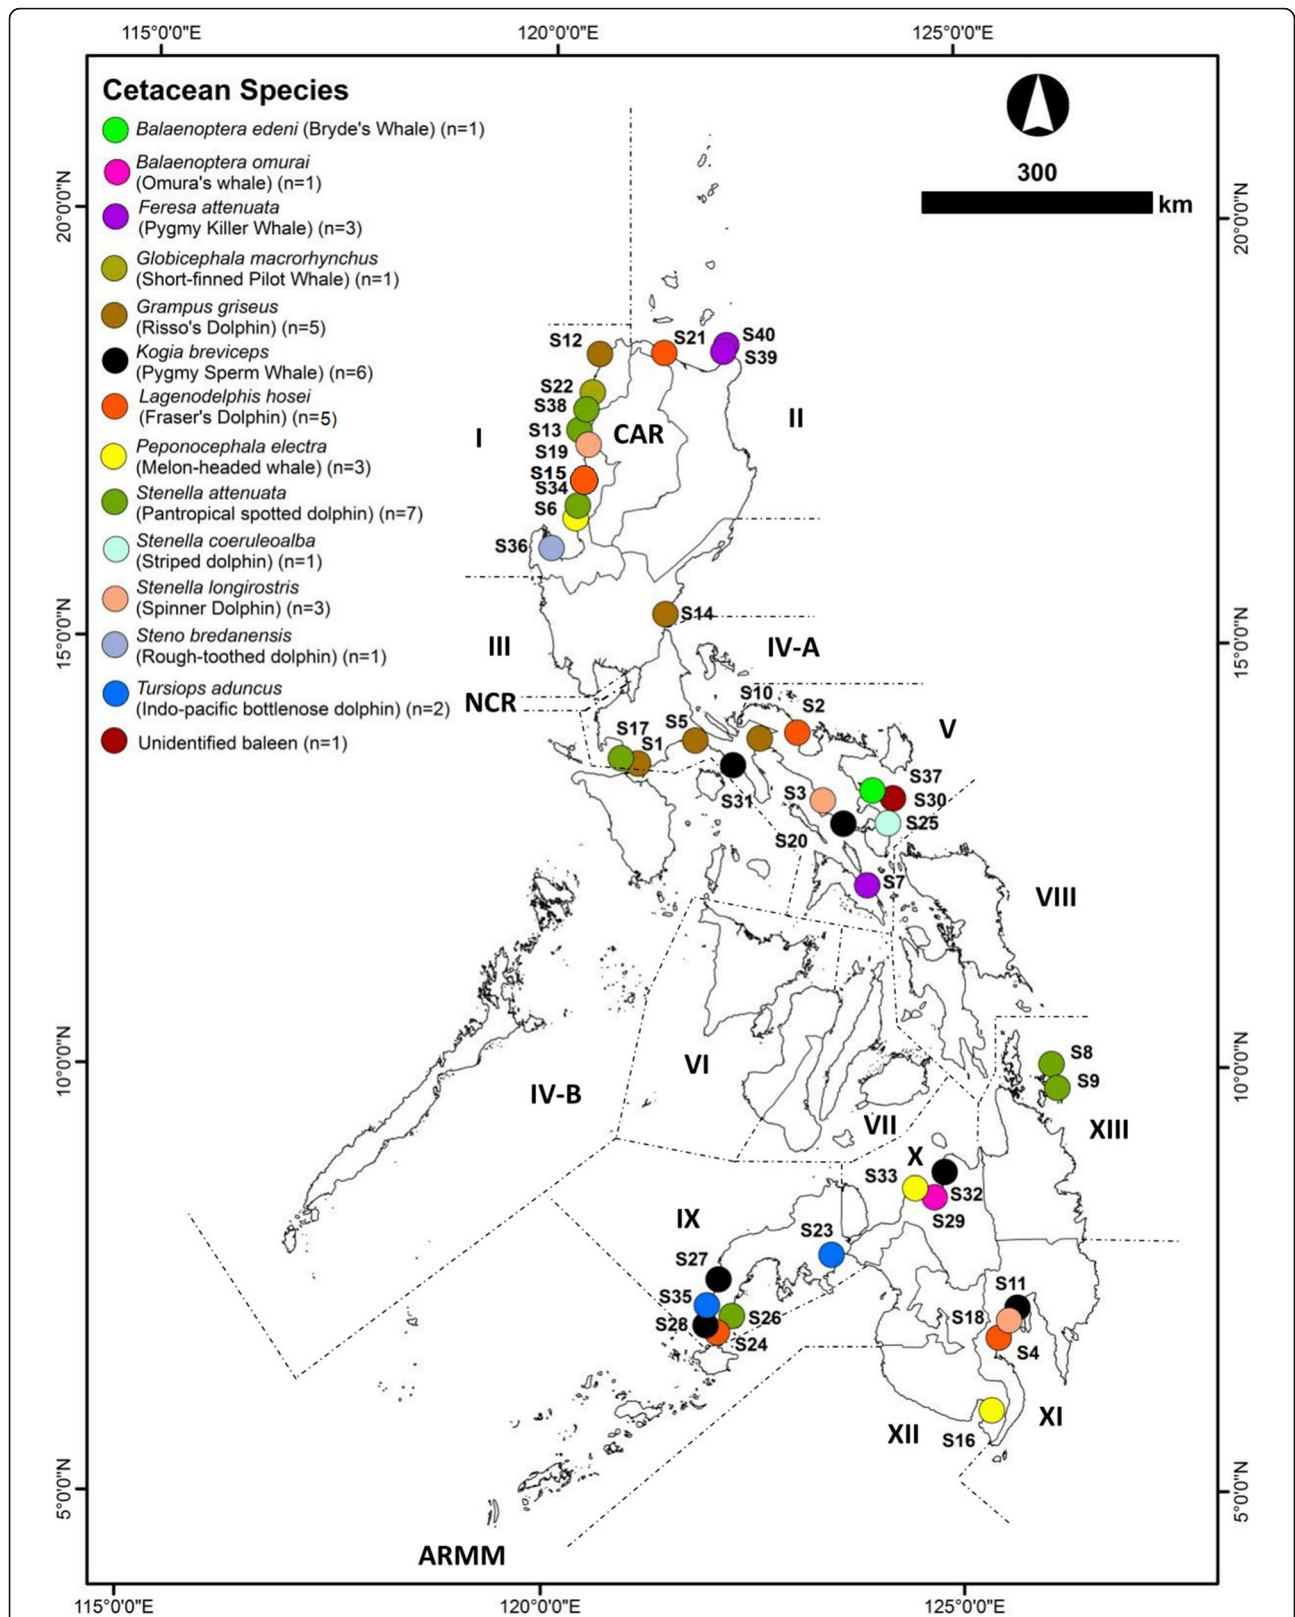 115°0'0"E 120°0'0"E 125°0'0"E
Cetacean Species
Balaenoptera edeni (Bryde's Whale) (n=1)
Balaenoptera omurai
(Omura's whale) (n=1)
Feresa attenuata
(Pygmy Killer Whale) (n=3)
Globicephala macrorhynchus
(Short-finned Pilot Whale) (n=1)
Grampus griseus
(Risso's Dolphin) (n=5)
Kogia breviceps
(Pygmy Sperm Whale) (n=6)
Lagenodelphis hosei
(Fraser's Dolphin) (n=5)
Peponocephala electra
(Melon-headed whale) (n=3)
Stenella attenuata
(Pantropical spotted dolphin) (n=7)
Stenella coeruleoalba
(Striped dolphin) (n=1)
Stenella longirostris
(Spinner Dolphin) (n=3)
Steno bredanensis
(Rough-toothed dolphin) (n=1)
Tursiops aduncus
(Indo-pacific bottlenose dolphin) (n=2)
Unidentified baleen (n=1)
300
km
20°0'0"N
20°0'0"N
S12
S21
S40
S39
S22
S38
S13
S19
S15
S34
S6
S36
I
CAR
II
S14
15°0'0"N
15°0'0"N
III
IV-A
NCR
S10
S2
S17
S5
S1
V
S37
S31
S3
S30
S20
S25
S7
VIII
10°0'0"N
10°0'0"N
VI
IV-B
S8
S9
VII
XIII
X
S33
S32
S29
IX
S23
S27
S35
S26
S28
S24
S11
S18
S4
XI
XII
S16
5°0'0"N
5°0'0"N
ARMM
115°0'0"E 120°0'0"E 125°0'0"E